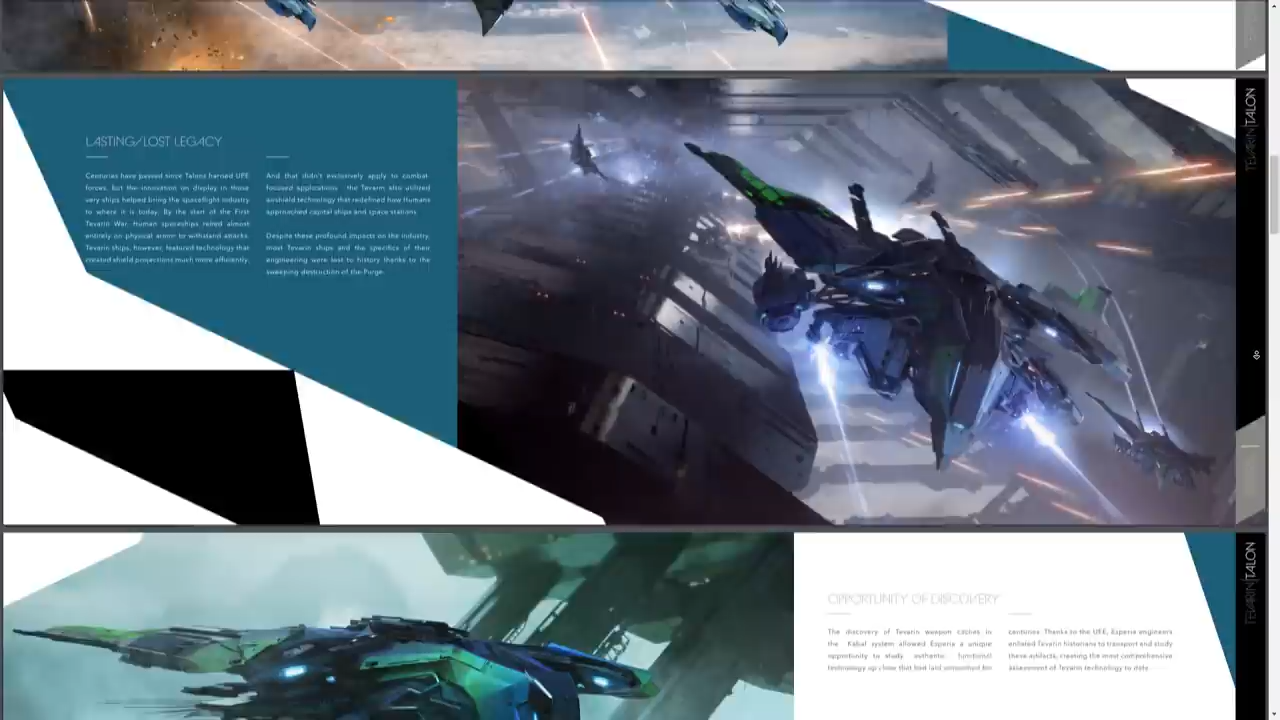 LASTING/LOST LEGACY
Centuries have passed since Talons harried UPE
forces, but the innovation on display in those
very ships helped bring the spaceflight industry
to where it is today. By the start of the First
Tevarin War, Human spaceships relied almost
entirely on physical armor to withstand attacks.
Tevarin ships, however, featured technology that
created shield projections much more efficiently.
And that didn't exclusively apply to combat-
focused applications the Tevarin also utilized
airshield technology that redefined how Humans
approached capital ships and space stations.
Despite these profound impacts on the industry,
most Tevarin ships and the specifics of their
engineering were lost to history thanks to the
sweeping destruction of the Purge.
TEVARIN|TALON
OPPORTUNITY OF DISCOVERY
The discovery of Tevarin weapon caches in
the Kabal system allowed Esperia a unique
opportunity to study authentic functional
technology up close that had laid untouched for
centuries. Thanks to the UEE, Esperia engineers
enlisted Tevarin historians to transport and study
these artifacts, creating the most comprehensive
assessment of Tevarin technology to date.
TEVARIN|TALON